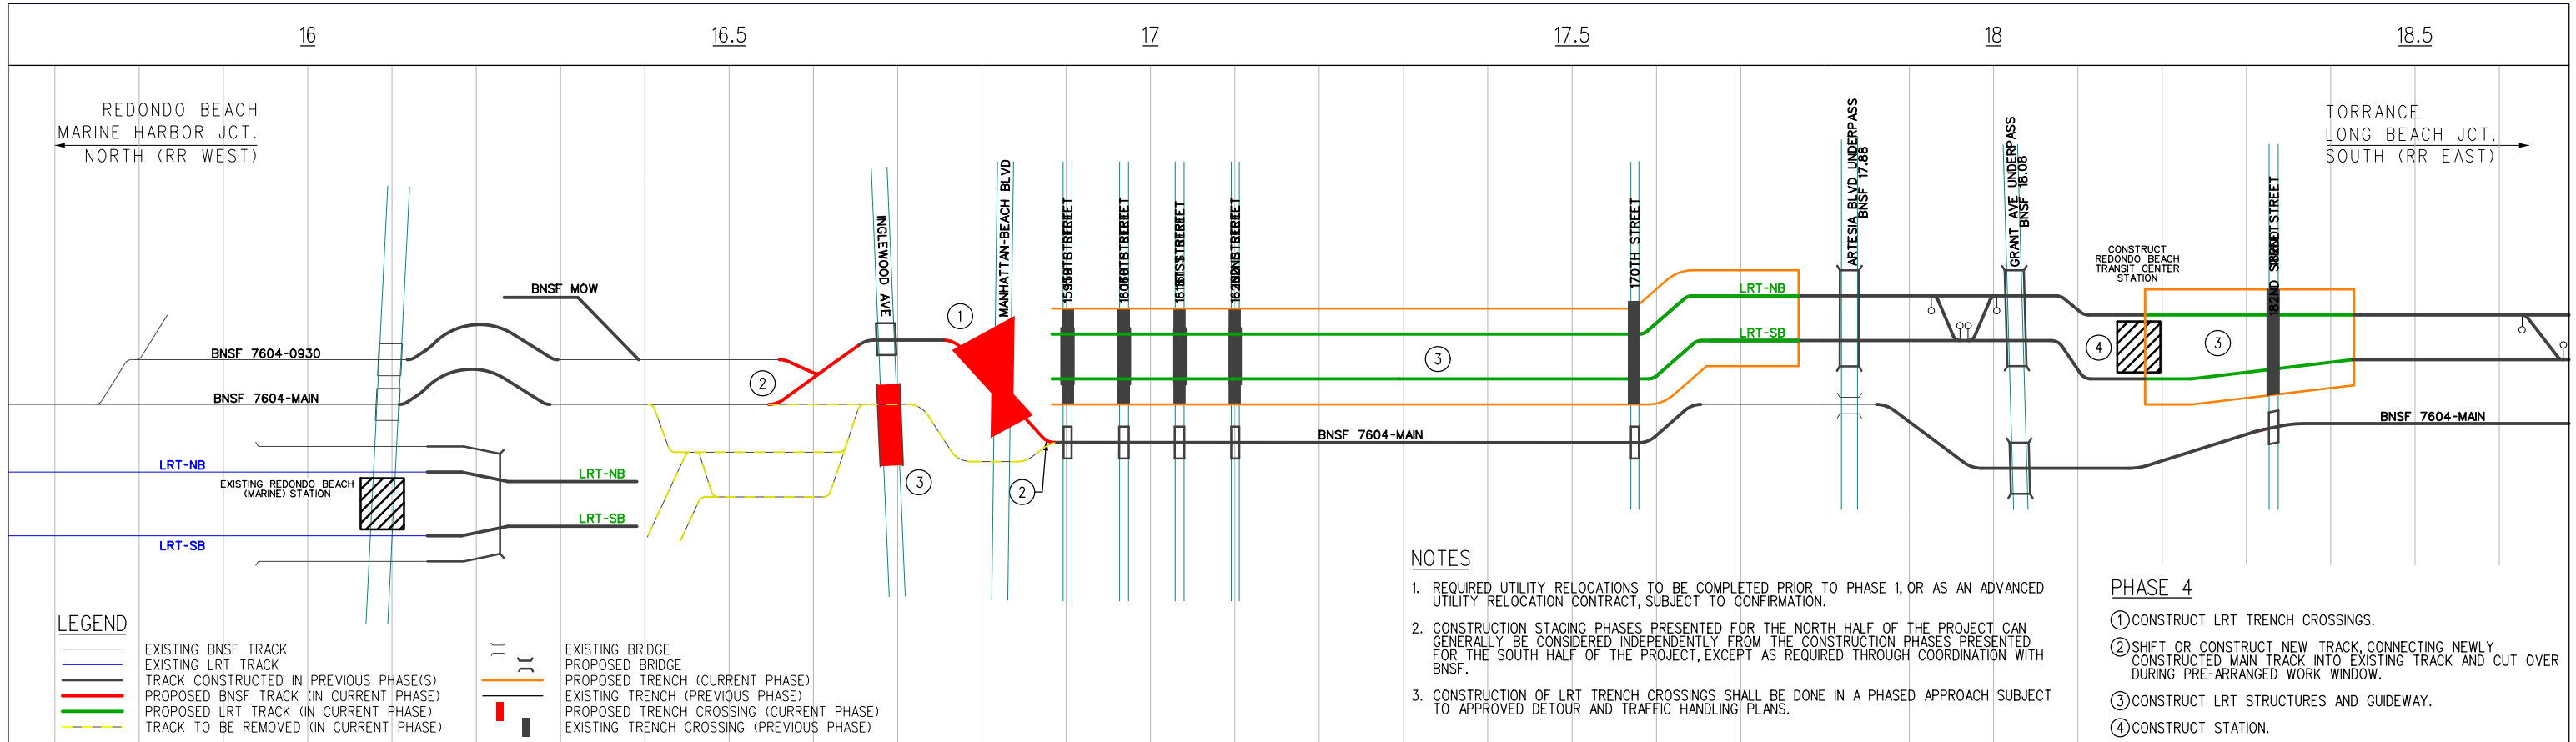 16
16.5
17
17.5
18
18.5
REDONDO BEACH
MARINE HARBOR JCT.
NORTH (RR WEST)
TORRANCE
LONG BEACH JCT.
SOUTH (RR EAST)
INGLEWOOD AVE
MANHATTAN-BEACH BLVD
170TH STREET
ARTESIA BLVD UNDERPASS
BNSF 17.88
GRANT AVE UNDERPASS
BNSF 18.08
182ND STREET
CONSTRUCT
REDONDO BEACH
TRANSIT CENTER
STATION
BNSF MOW
BNSF 7604-0930
BNSF 7604-MAIN
1
2
LRT-NB
LRT-SB
3
4
3
BNSF 7604-MAIN
BNSF 7604-MAIN
LRT-NB
LRT-NB
EXISTING REDONDO BEACH
(MARINE) STATION
LRT-SB
LRT-SB
3
2
LEGEND
EXISTING BNSF TRACK
EXISTING LRT TRACK
TRACK CONSTRUCTED IN PREVIOUS PHASE(S)
PROPOSED BNSF TRACK (IN CURRENT PHASE)
PROPOSED LRT TRACK (IN CURRENT PHASE)
TRACK TO BE REMOVED (IN CURRENT PHASE)
EXISTING BRIDGE
PROPOSED BRIDGE
PROPOSED TRENCH (CURRENT PHASE)
EXISTING TRENCH (PREVIOUS PHASE)
PROPOSED TRENCH CROSSING (CURRENT PHASE)
EXISTING TRENCH CROSSING (PREVIOUS PHASE)
NOTES
1. REQUIRED UTILITY RELOCATIONS TO BE COMPLETED PRIOR TO PHASE 1, OR AS AN ADVANCED
UTILITY RELOCATION CONTRACT, SUBJECT TO CONFIRMATION.
2. CONSTRUCTION STAGING PHASES PRESENTED FOR THE NORTH HALF OF THE PROJECT CAN
GENERALLY BE CONSIDERED INDEPENDENTLY FROM THE CONSTRUCTION PHASES PRESENTED
FOR THE SOUTH HALF OF THE PROJECT, EXCEPT AS REQUIRED THROUGH COORDINATION WITH
BNSF.
3. CONSTRUCTION OF LRT TRENCH CROSSINGS SHALL BE DONE IN A PHASED APPROACH SUBJECT
TO APPROVED DETOUR AND TRAFFIC HANDLING PLANS.
PHASE 4
1 CONSTRUCT LRT TRENCH CROSSINGS.
2 SHIFT OR CONSTRUCT NEW TRACK, CONNECTING NEWLY
CONSTRUCTED MAIN TRACK INTO EXISTING TRACK AND CUT OVER
DURING PRE-ARRANGED WORK WINDOW.
3 CONSTRUCT LRT STRUCTURES AND GUIDEWAY.
4 CONSTRUCT STATION.